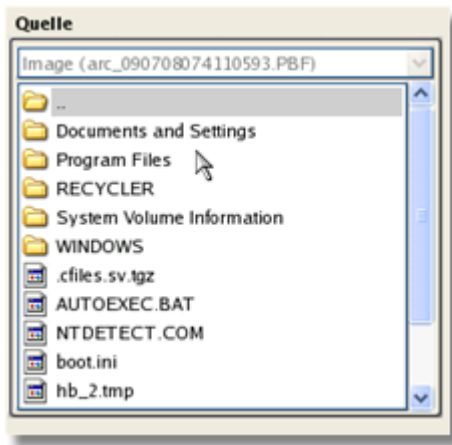 Quelle
Image (arc_090708074110593.PBF)
..
Documents and Settings
Program Files
RECYCLER
System Volume Information
WINDOWS
.cfiles.sv.tgz
AUTOEXEC.BAT
NTDETECT.COM
boot.ini
hb_2.tmp